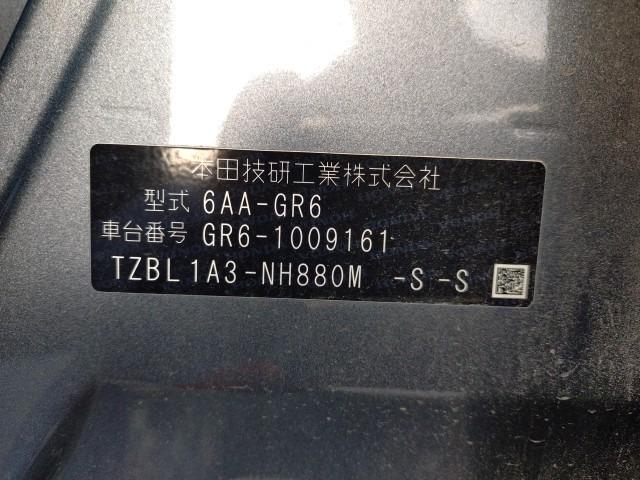 本田技研工業株式会社
型式 6AA-GR6
車台番号 GR6-1009161
TZBL1A3-NH880M -S -S